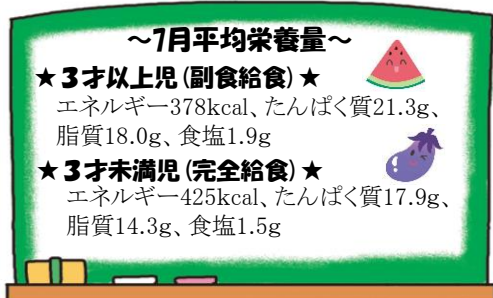 ～7月平均栄養量～
★３才以上児(副食給食)★
エネルギー378kcal、たんぱく質21.3g、
脂質18.0g、食塩1.9g
★３才未満児(完全給食)★
エネルギー425kcal、たんぱく質17.9g、
脂質14.3g、食塩1.5g